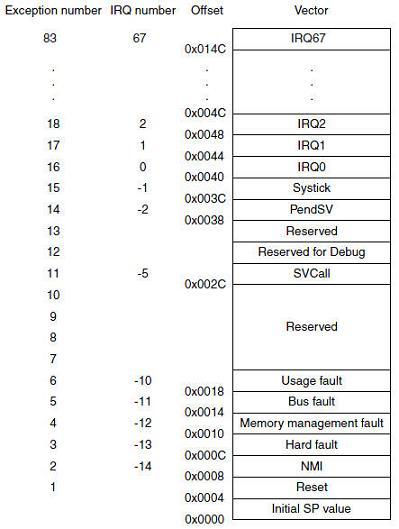 Exception number IRQ number Offset Vector
83 67 IRQ67
0x014C
. . . .
. . . .
. . . .
0x004C
18 2 IRQ2
0x0048
17 1 IRQ1
0x0044
16 0 IRQ0
0x0040
15 -1 Systick
0x003C
14 -2 PendSV
0x0038
13 Reserved
12 Reserved for Debug
11 -5 SVCall
0x002C
10
9
Reserved
8
7
6 -10 Usage fault
0x0018
5 -11 Bus fault
0x0014
4 -12 Memory management fault
0x0010
3 -13 Hard fault
0x000C
2 -14 NMI
0x0008
1 Reset
0x0004
Initial SP value
0x0000